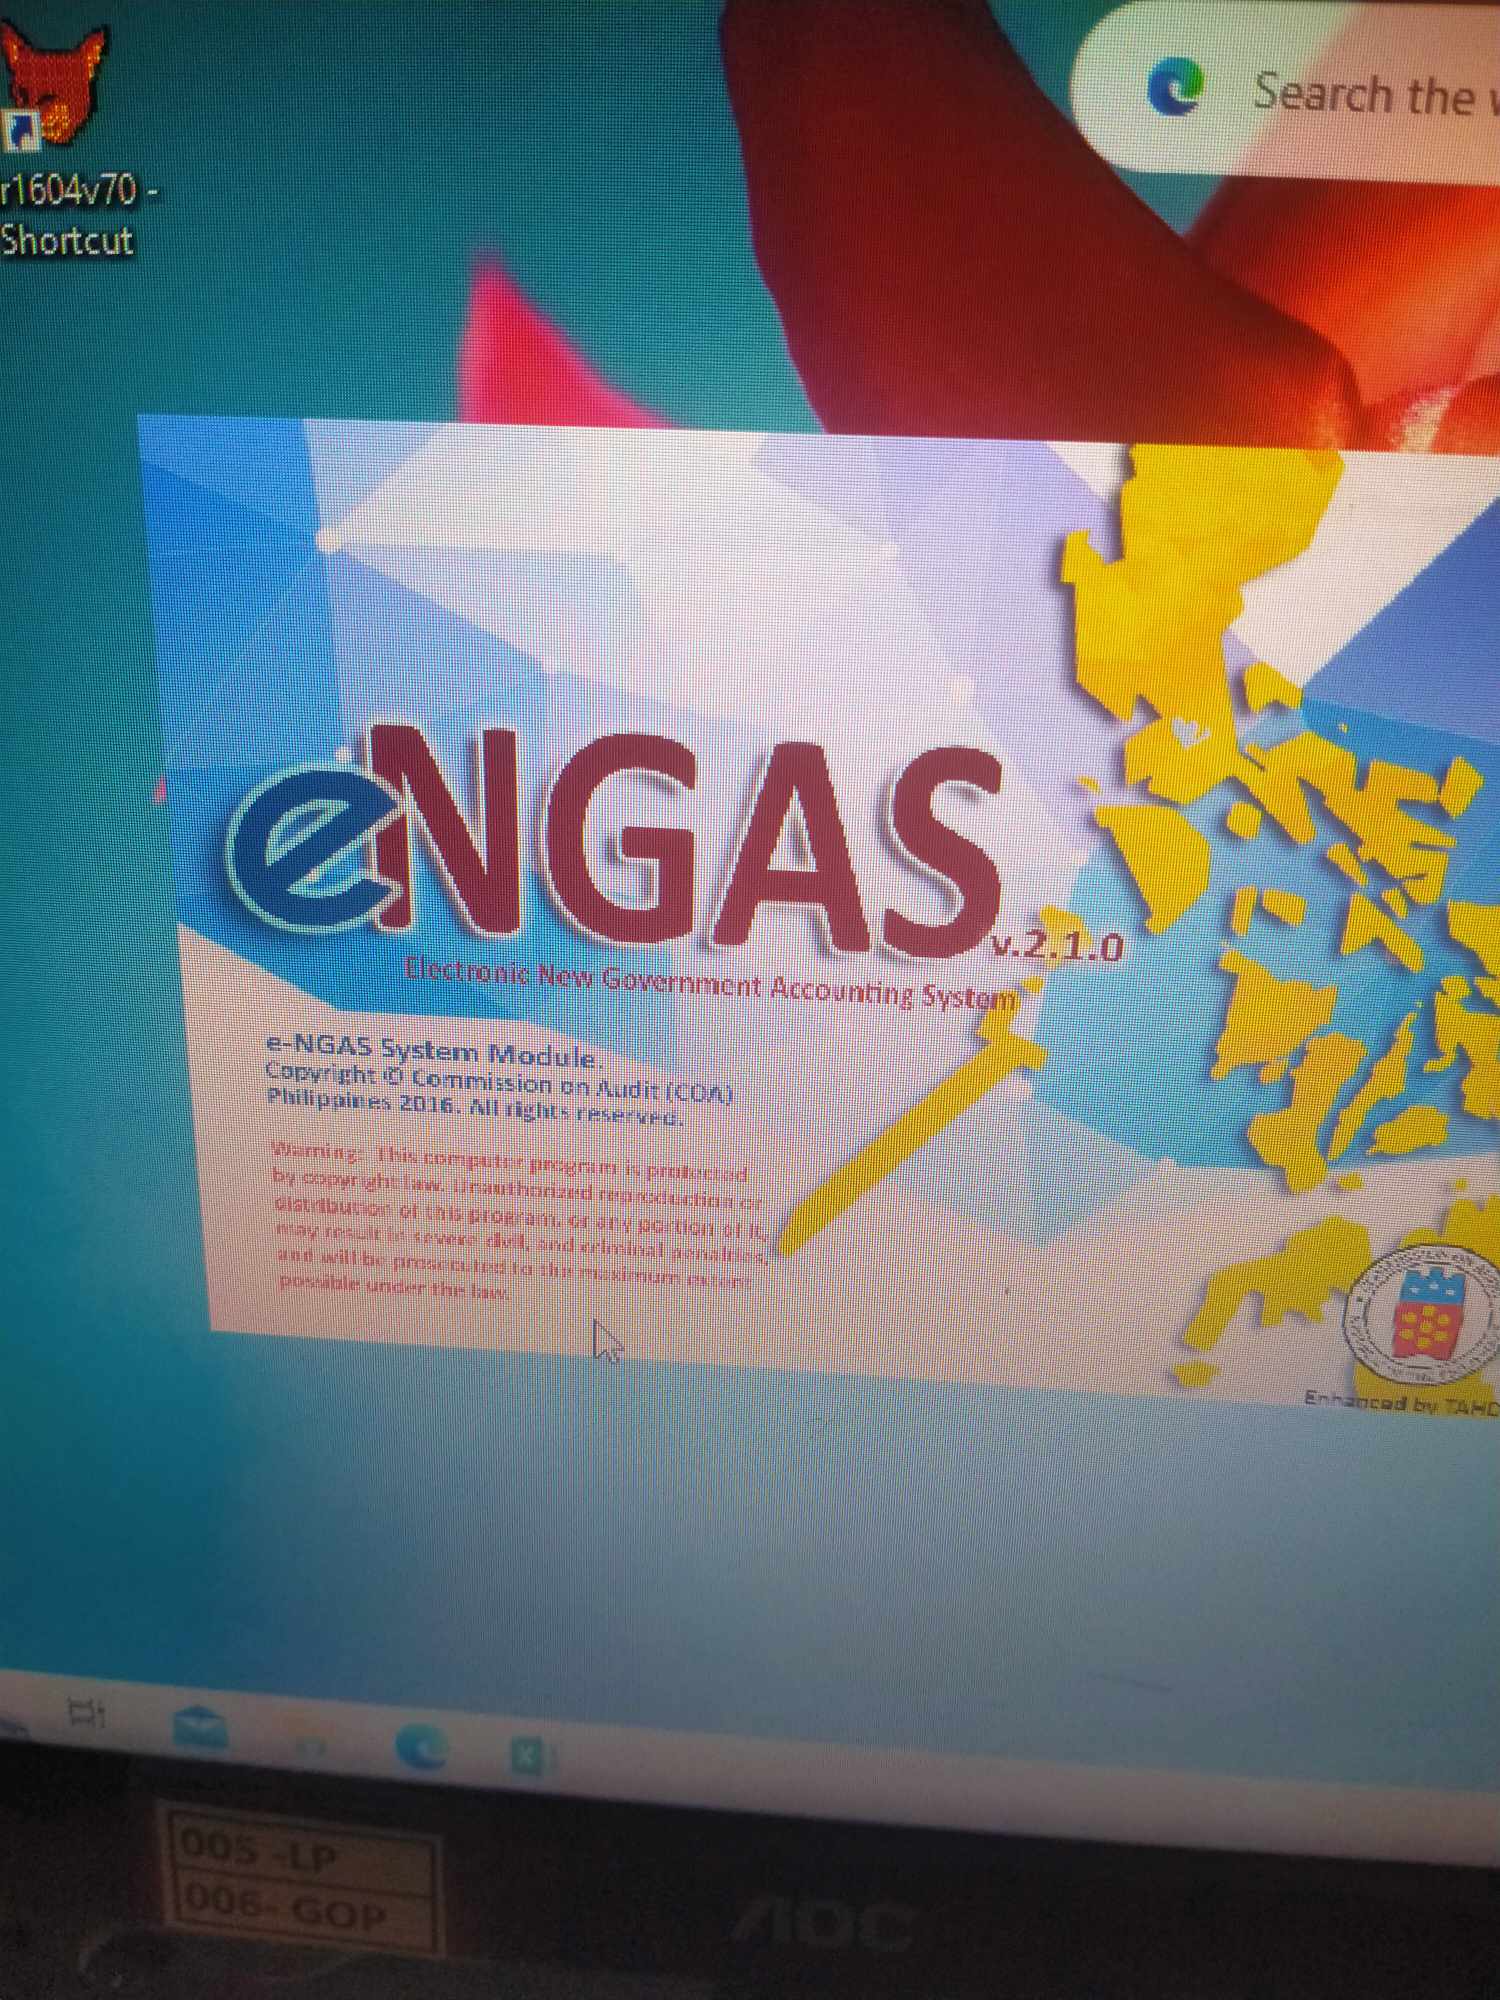 Search the
r1604v70 -
Shortcut
eNGAS
v.2.1.0
Electronic New Government Accounting System
e-NGAS System Module.
Copyright © Commission on Audit (COA)
Philippines 2016. All rights reserved.
Warning: This computer program is protected
by copyright law. Unauthorized reproduction or
distribution of this program, or any portion of it,
may result in severe civil, and criminal penalties,
and will be prosecuted to the maximum extent
possible under the law.
Enhanced by
005 -LP
006- GOP
AOC